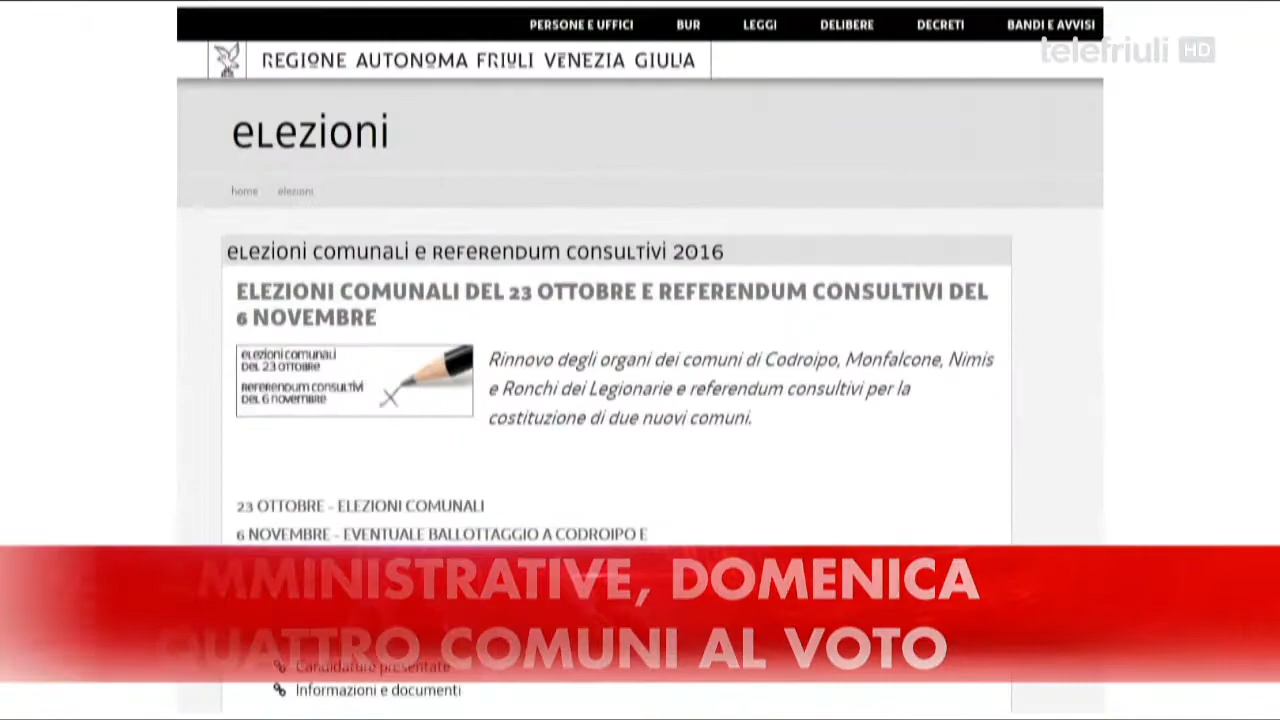 PERSONE E UFFICI BUR LEGGI DELIBERE DECRETI BANDI E AVVISI
telefriuli HD
REGIONE AUTONOMA FRIULI VENEZIA GIULIA
elezioni
home elezioni
elezioni comunali e referendum consultivi 2016
ELEZIONI COMUNALI DEL 23 OTTOBRE E REFERENDUM CONSULTIVI DEL
6 NOVEMBRE
elezioni comunali
del 23 ottobre
referendum consultivi
del 6 novembre
Rinnovo degli organi dei comuni di Codroipo, Monfalcone, Nimis
e Ronchi dei Legionarie e referendum consultivi per la
costituzione di due nuovi comuni.
23 OTTOBRE - ELEZIONI COMUNALI
6 NOVEMBRE - EVENTUALE BALLOTTAGGIO A CODROIPO E
MMINISTRATIVE, DOMENICA
QUATTRO COMUNI AL VOTO
Candidature presentate
Informazioni e documenti